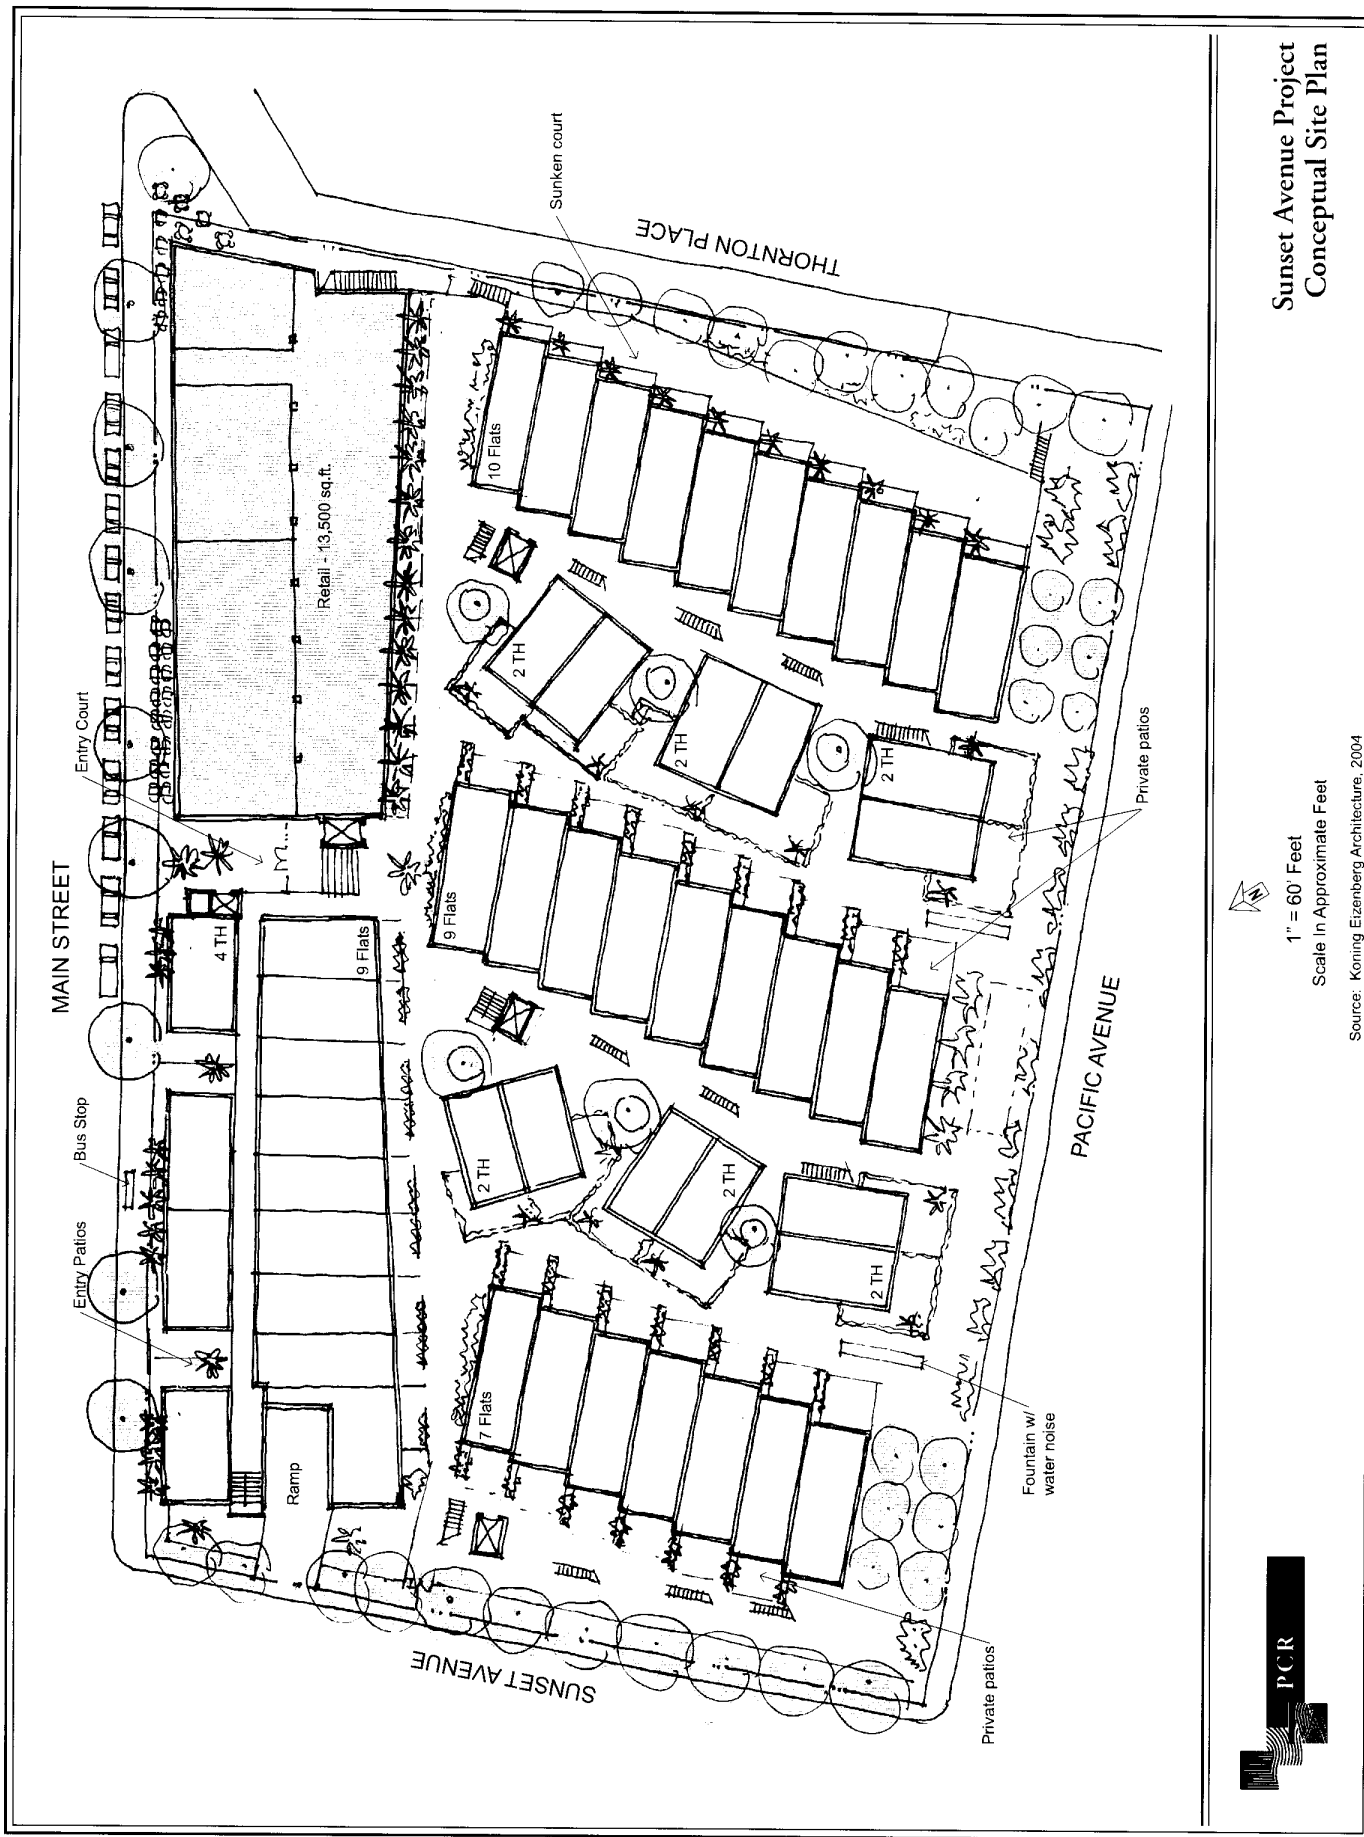 MAIN STREET
Entry Patios
Bus Stop
Entry Court
4 TH
9 Flats
Ramp
Retail - 13,500 sq.ft.
Sunken court
THORNTON PLACE
SUNSET AVENUE
7 Flats
2 TH
2 TH
2 TH
9 Flats
2 TH
2 TH
2 TH
10 Flats
Private patios
Fountain w/
water noise
Private patios
PACIFIC AVENUE
PCR
N
1" = 60' Feet
Scale In Approximate Feet
Source: Koning Eizenberg Architecture, 2004
Sunset Avenue Project
Conceptual Site Plan